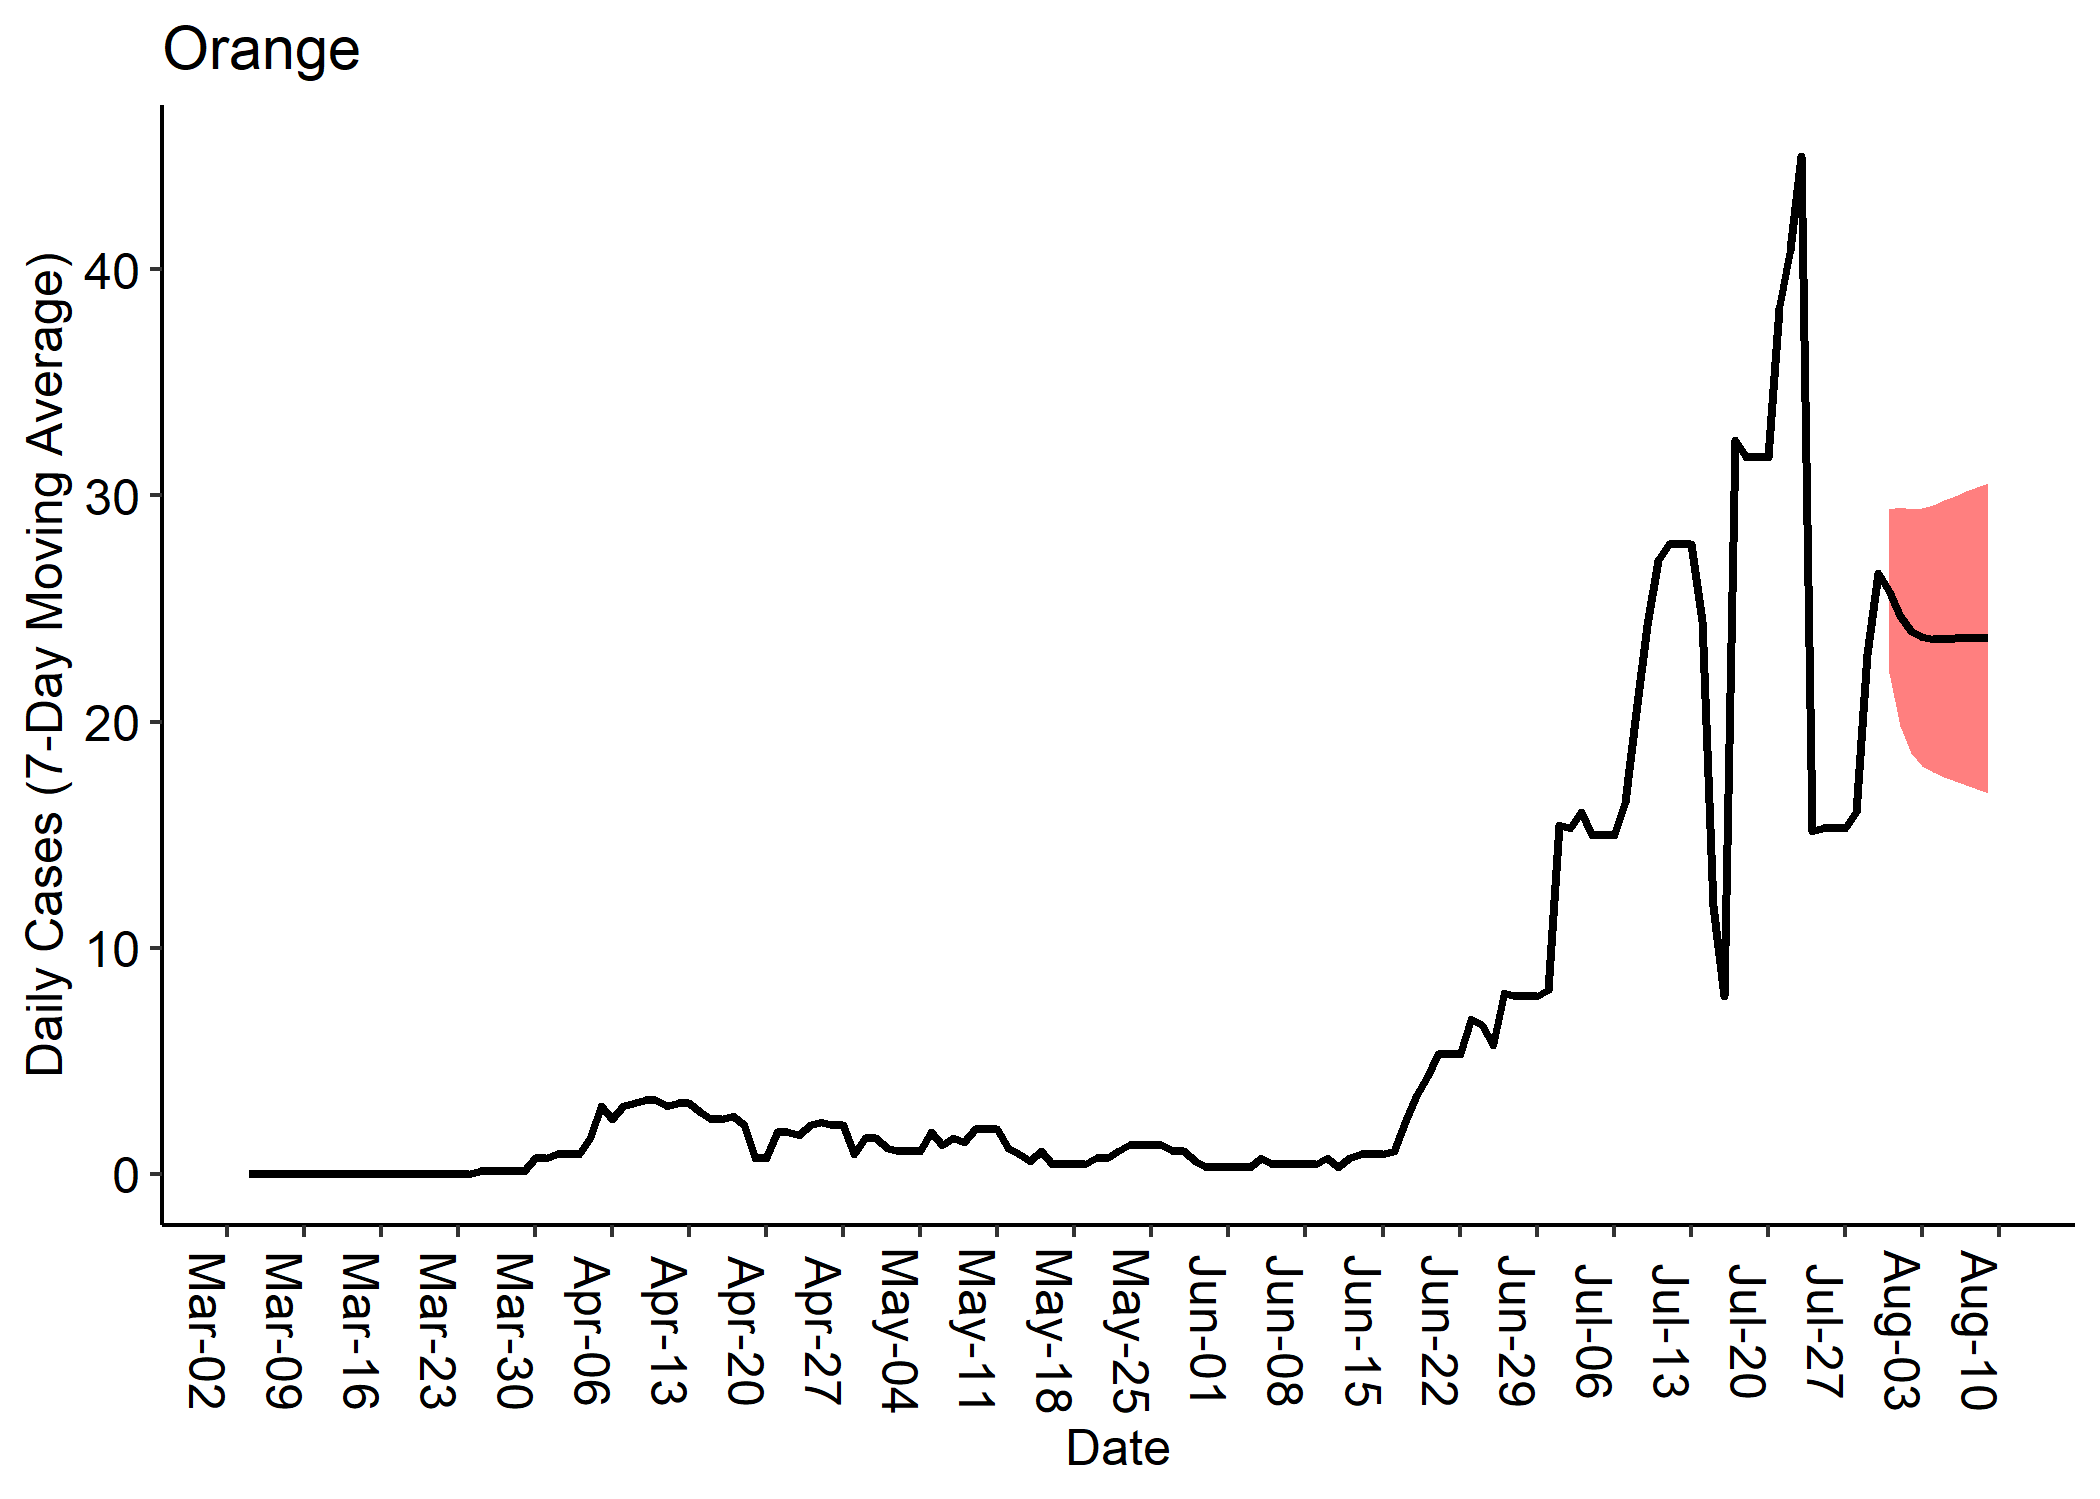 Orange
Daily Cases (7-Day Moving Average)
40
30
20
10
0
Mar-02
Mar-09
Mar-16
Mar-23
Mar-30
Apr-06
Apr-13
Apr-20
Apr-27
May-04
May-11
May-18
May-25
Jun-01
Jun-08
Jun-15
Jun-22
Jun-29
Jul-06
Jul-13
Jul-20
Jul-27
Aug-03
Aug-10
Date